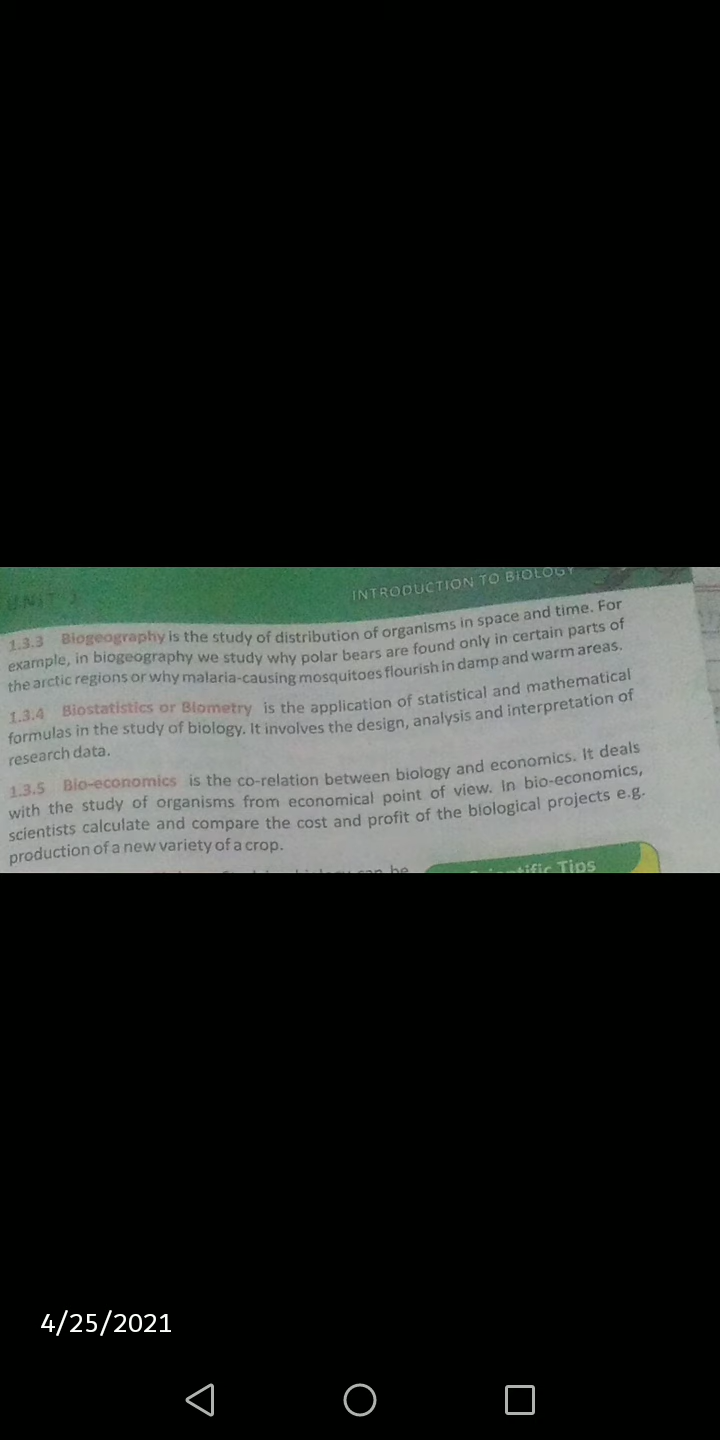 UNIT 1
INTRODUCTION TO BIOLOGY
1.3.3 Biogeography is the study of distribution of organisms in space and time. For
example, in biogeography we study why polar bears are found only in certain parts of
the arctic regions or why malaria-causing mosquitoes flourish in damp and warm areas.
1.3.4 Biostatistics or Biometry is the application of statistical and mathematical
formulas in the study of biology. It involves the design, analysis and interpretation of
research data.
1.3.5 Bio-economics is the co-relation between biology and economics. It deals
with the study of organisms from economical point of view. In bio-economics,
scientists calculate and compare the cost and profit of the biological projects e.g.
production of a new variety of a crop.
can be
Tips
4/25/2021